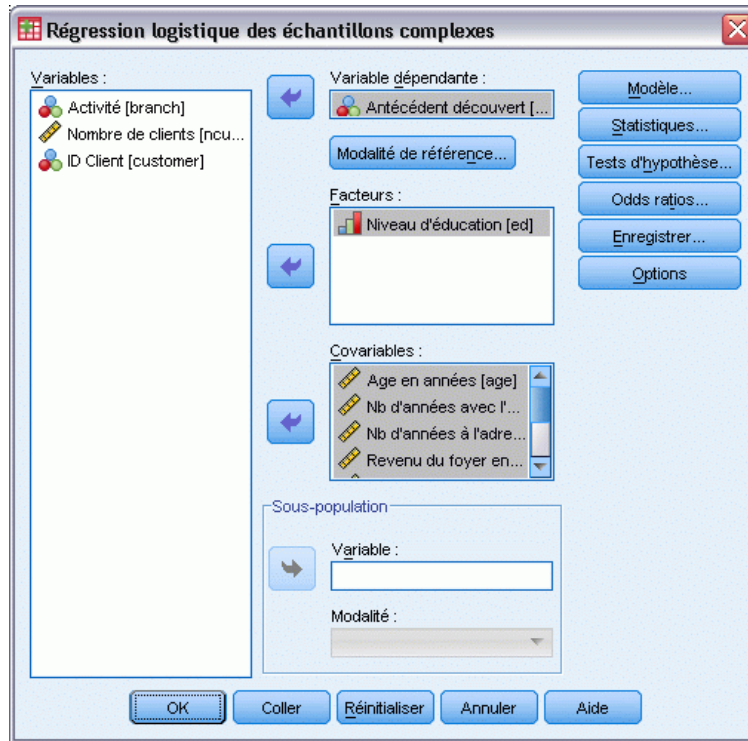 Régression logistique des échantillons complexes
Variables :
Activité [branch]
Nombre de clients [ncu...
ID Client [customer]
Variable dépendante :
Antécédent découvert [...
Modalité de référence...
Facteurs :
Niveau d'éducation [ed]
Covariables :
Age en années [age]
Nb d'années avec l'...
Nb d'années à l'adre...
Revenu du foyer en...
Sous-population
Variable :
Modalité :
Modèle...
Statistiques...
Tests d'hypothèse...
Odds ratios...
Enregistrer...
Options
OK
Coller
Réinitialiser
Annuler
Aide